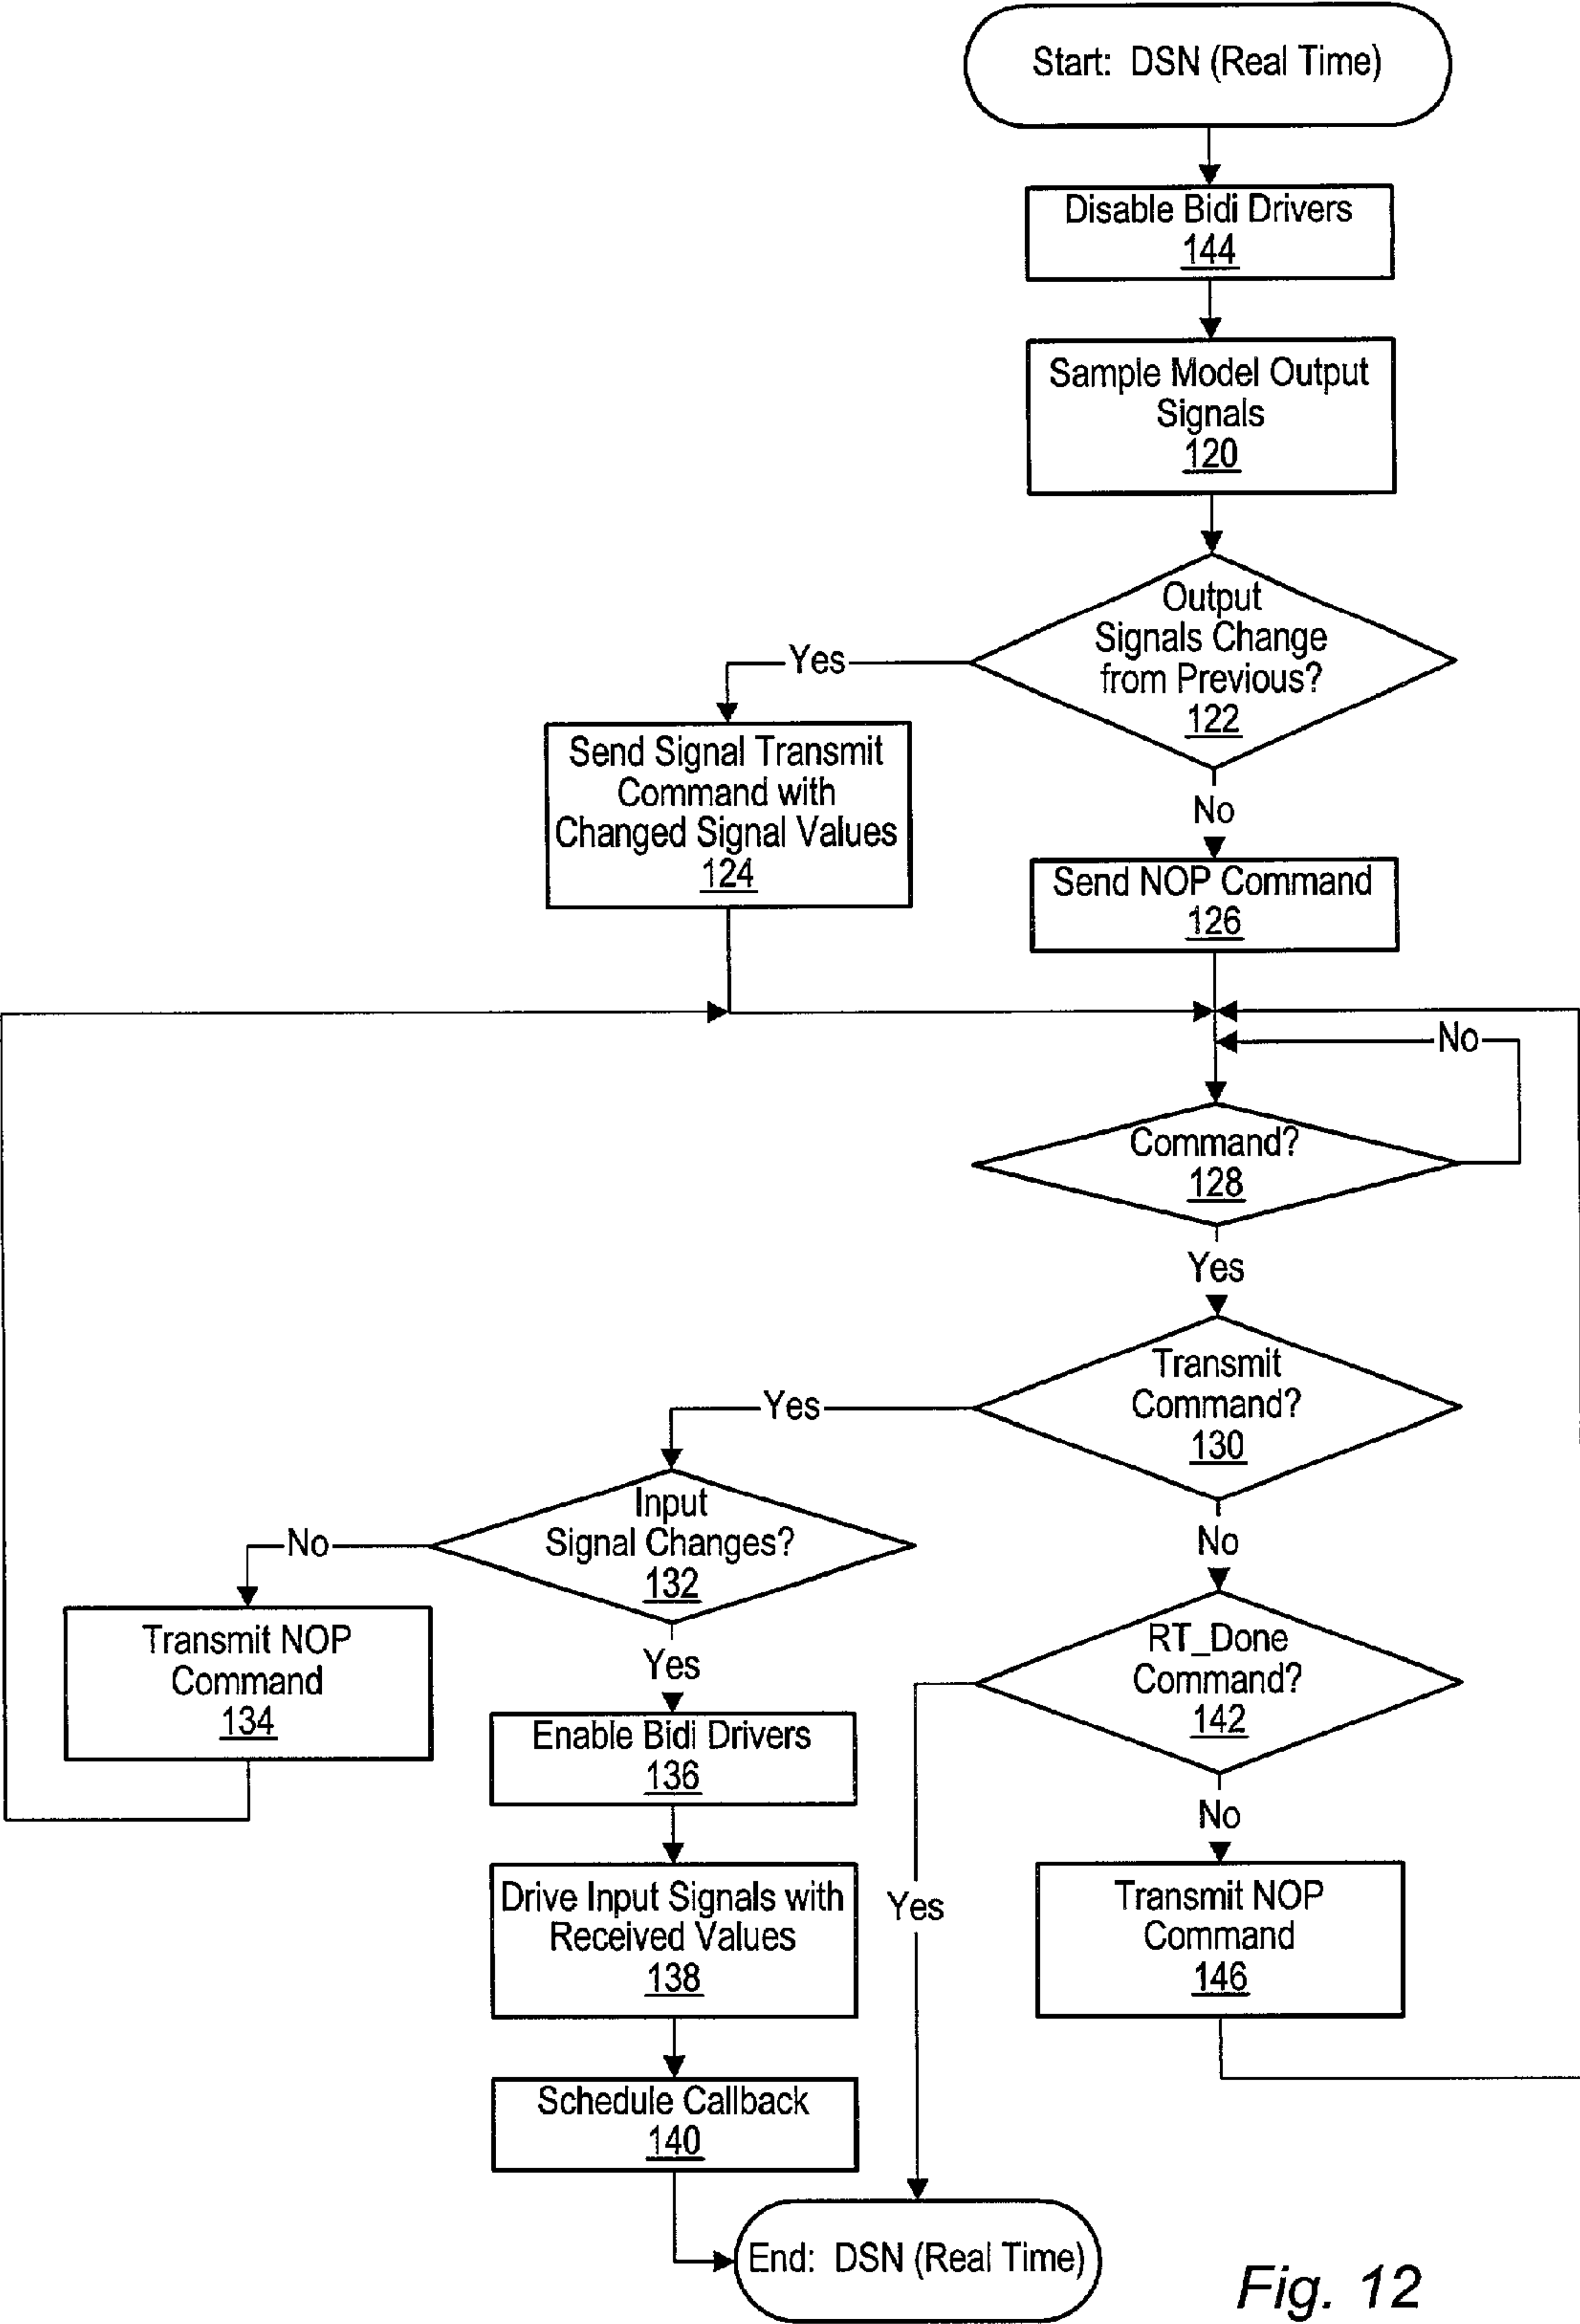 Start: DSN (Real Time)
Disable Bidi Drivers
144
Sample Model Output
Signals
120
Output
Signals Change
from Previous?
122
Yes
Send Signal Transmit
Command with
Changed Signal Values
124
No
Send NOP Command
126
No
Command?
128
Yes
Transmit
Command?
130
Yes
Input
Signal Changes?
132
No
Transmit NOP
Command
134
Yes
Enable Bidi Drivers
136
Drive Input Signals with
Received Values
138
Schedule Callback
140
No
RT_Done
Command?
142
Yes
No
Transmit NOP
Command
146
End: DSN (Real Time)
Fig. 12